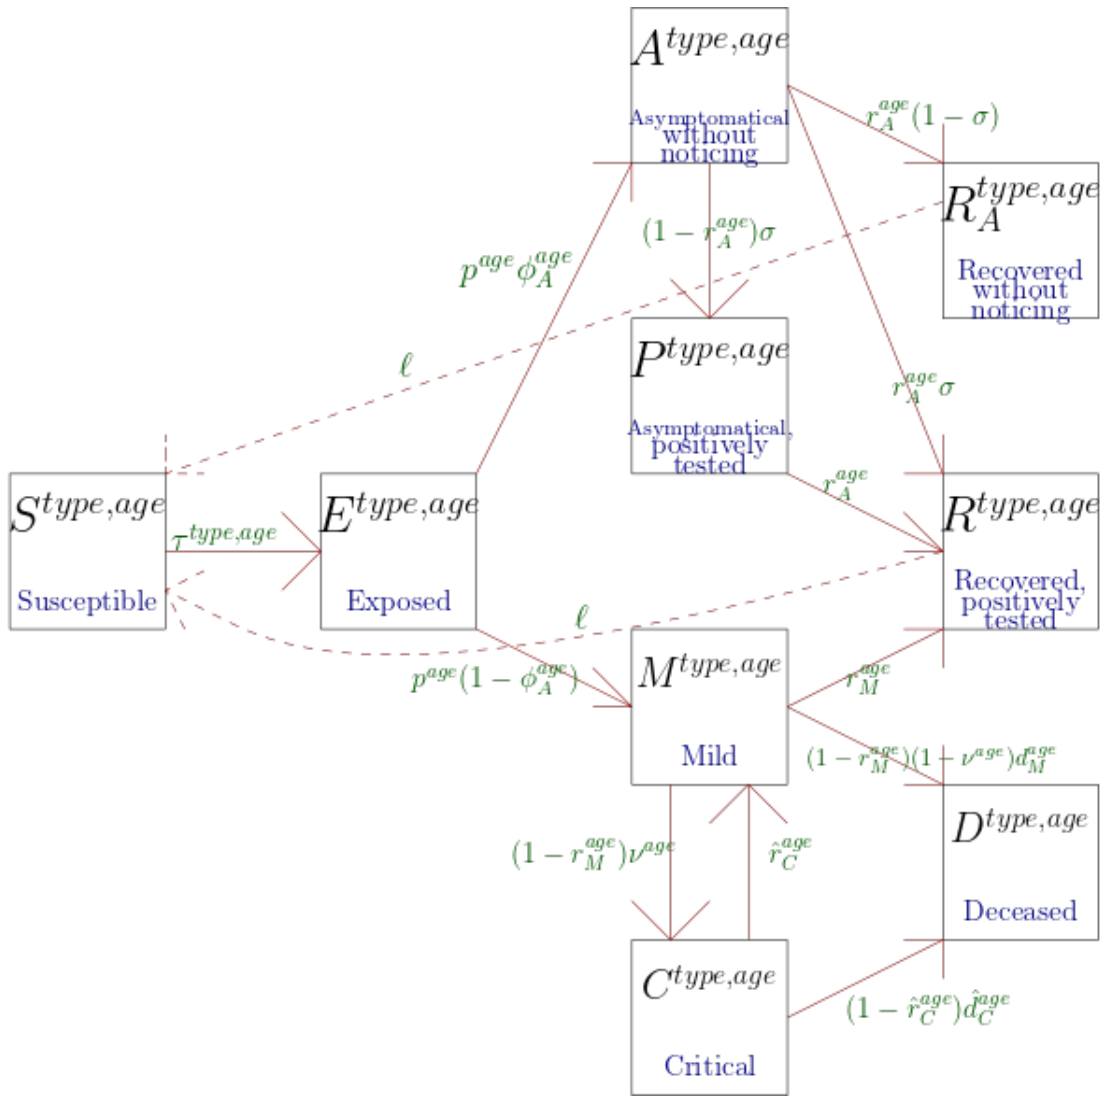 A^{type,age}
Asymptomatical
without
noticing
r_A^{age}(1 − σ)
R_A^{type,age}
Recovered
without
noticing
(1 − r_A^{age})σ
p^{age}ϕ_A^{age}
P^{type,age}
Asymptomatical,
positively
tested
ℓ
r_A^{age}σ
r_A^{age}
S^{type,age}
Susceptible
τ^{type,age}
E^{type,age}
Exposed
R^{type,age}
Recovered,
positively
tested
ℓ
p^{age}(1 − ϕ_A^{age})
M^{type,age}
Mild
r_M^{age}
(1 − r_M^{age})(1 − ν^{age})d_M^{age}
(1 − r_M^{age})ν^{age}
r̂_C^{age}
D^{type,age}
Deceased
C^{type,age}
Critical
(1 − r̂_C^{age})d̂_C^{age}